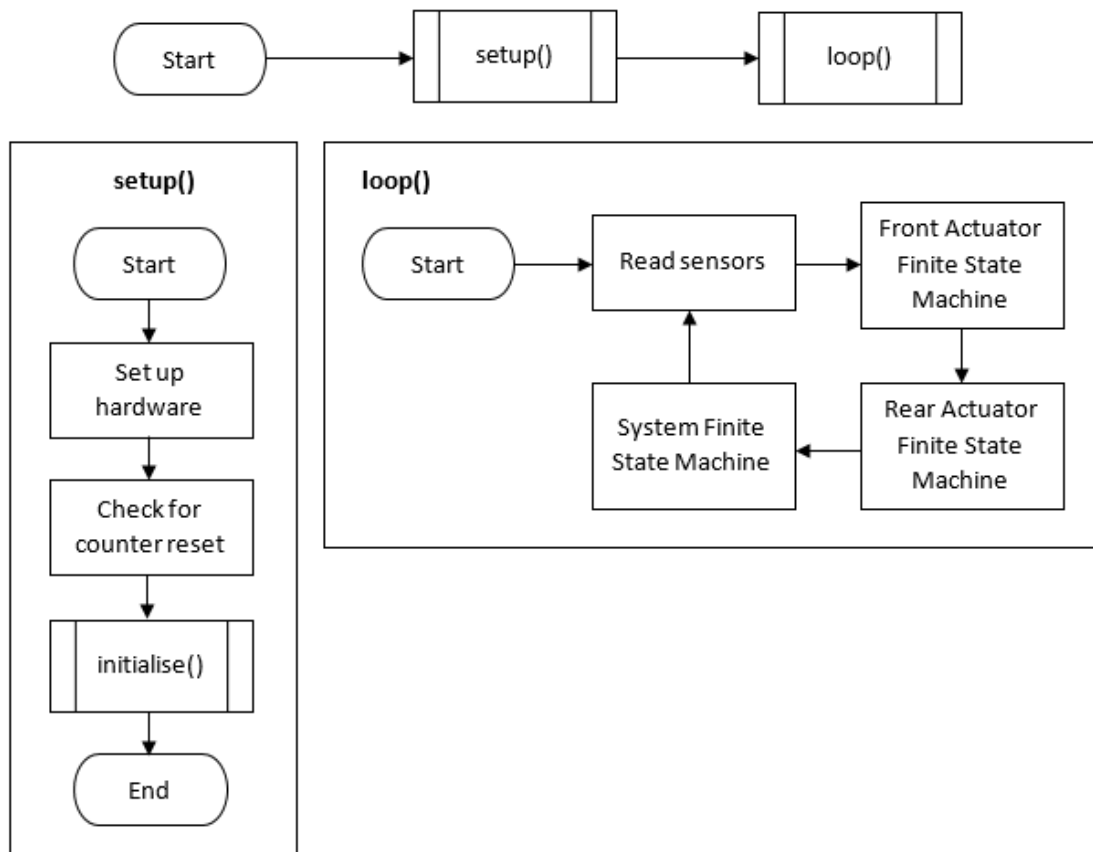 Start
setup()
loop()
setup()
Start
Set up
hardware
Check for
counter reset
initialise()
End
loop()
Start
Read sensors
Front Actuator
Finite State
Machine
Rear Actuator
Finite State
Machine
System Finite
State Machine